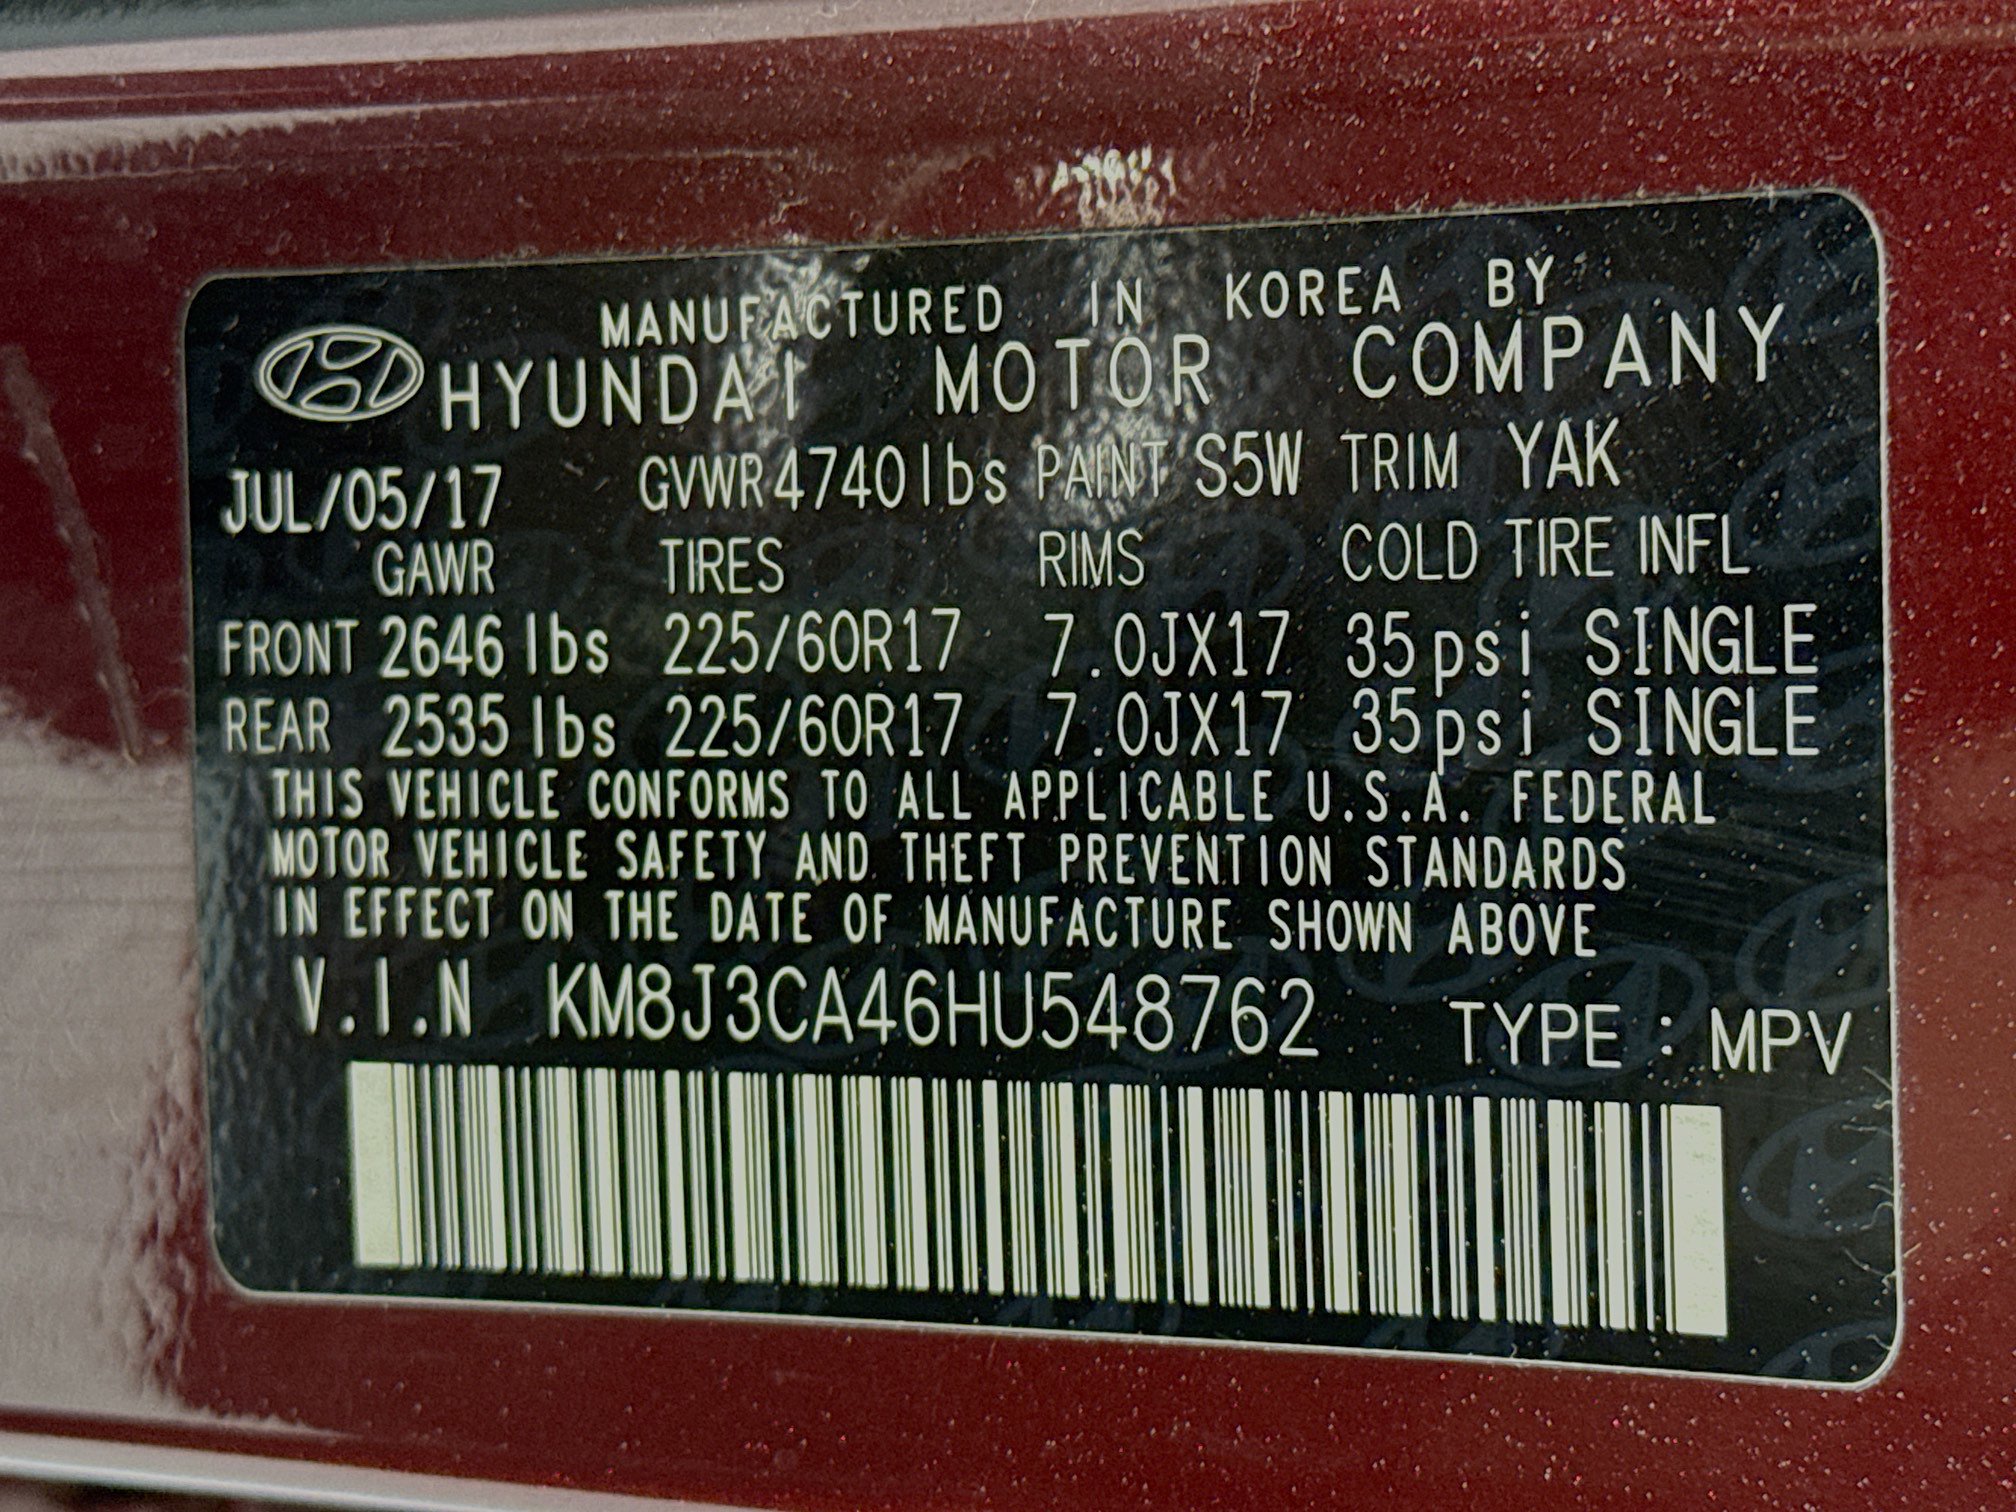 MANUFACTURED IN KOREA BY
HYUNDAI MOTOR COMPANY
JUL/05/17 GVWR 4740lbs PAINT S5W TRIM YAK
GAWR TIRES RIMS COLD TIRE INFL
FRONT 2646 lbs 225/60R17 7.0JX17 35psi SINGLE
REAR 2535 lbs 225/60R17 7.0JX17 35psi SINGLE
THIS VEHICLE CONFORMS TO ALL APPLICABLE U.S.A. FEDERAL
MOTOR VEHICLE SAFETY AND THEFT PREVENTION STANDARDS
IN EFFECT ON THE DATE OF MANUFACTURE SHOWN ABOVE
V.I.N KM8J3CA46HU548762 TYPE : MPV